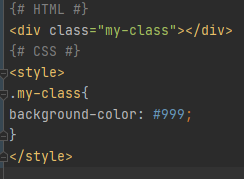 {# HTML #}
<div class="my-class"></div>
{# CSS #}
<style>
.my-class{
background-color: #999;
}
</style>